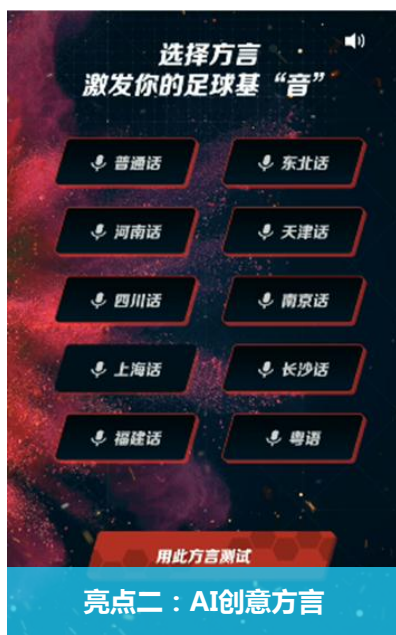 选择方言
激发你的足球基“音”
普通话 东北话
河南话 天津话
四川话 南京话
上海话 长沙话
福建话 粤语
用此方言测试
亮点二：AI创意方言